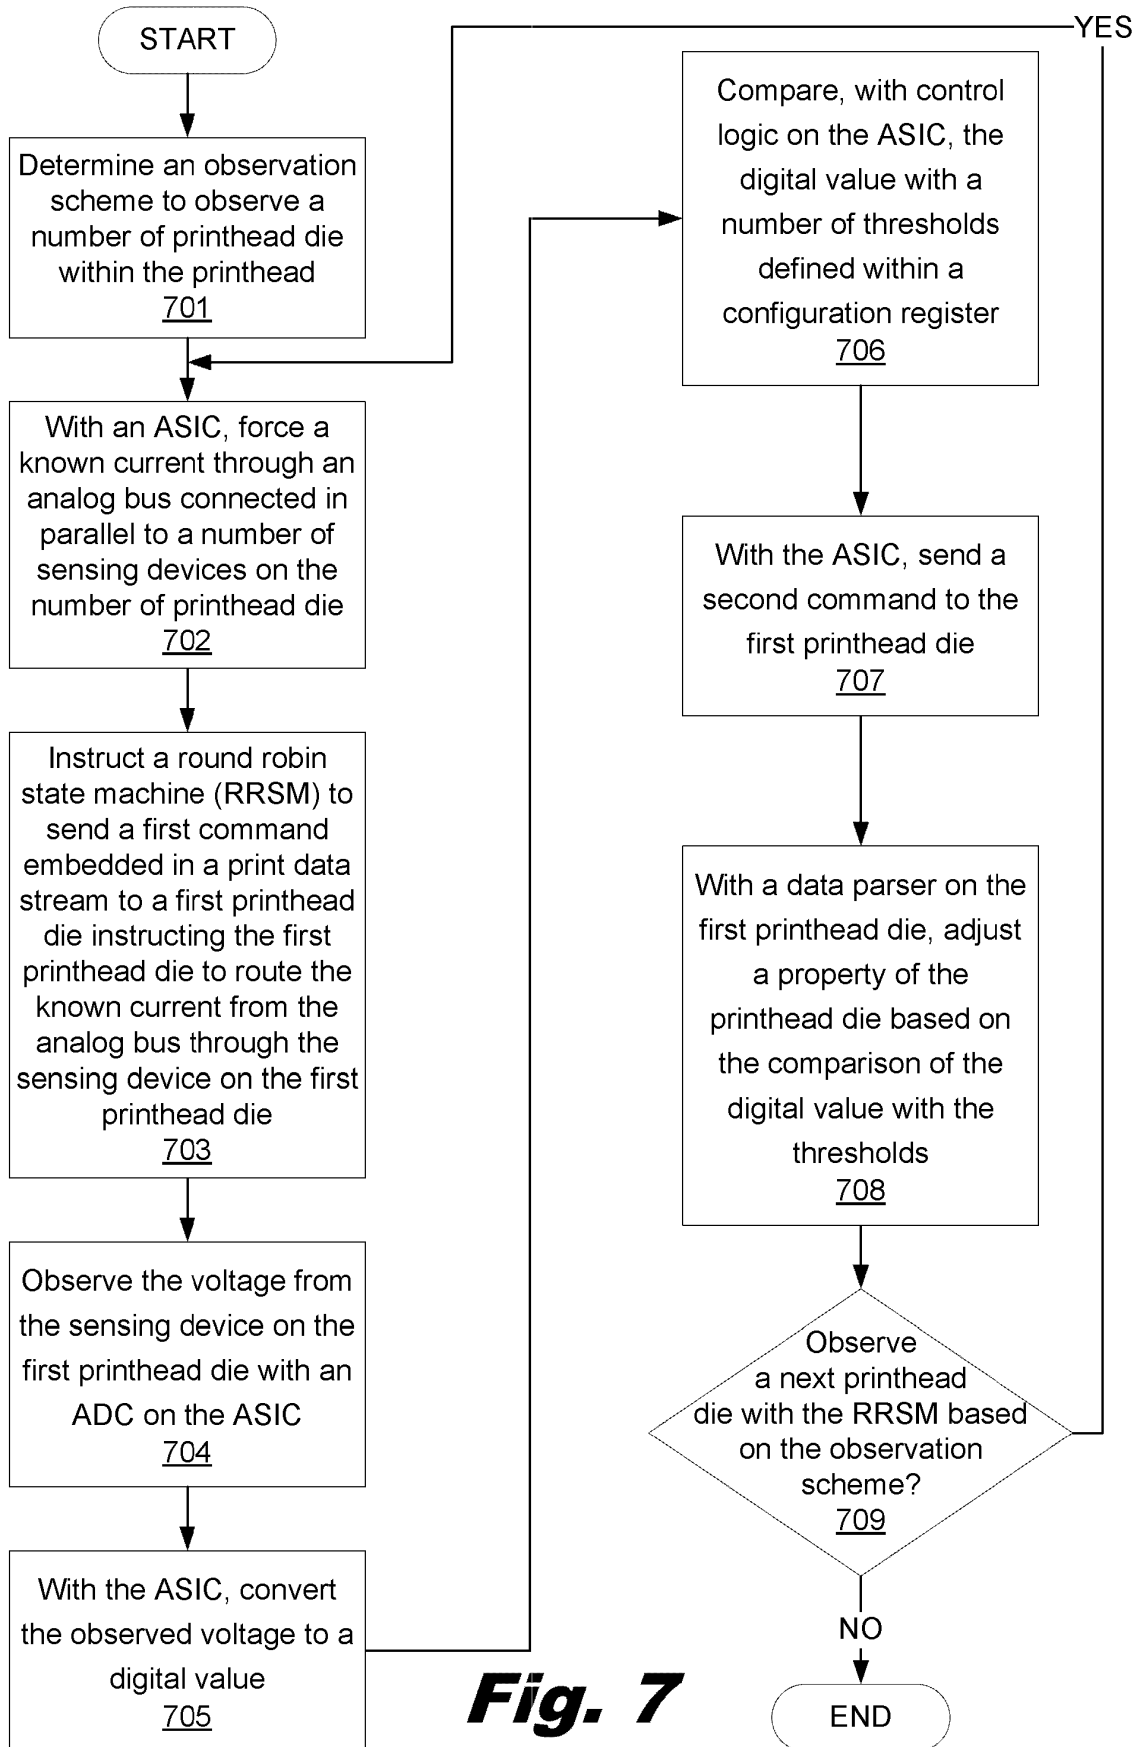 START
Determine an observation
scheme to observe a
number of printhead die
within the printhead
701
With an ASIC, force a
known current through an
analog bus connected in
parallel to a number of
sensing devices on the
number of printhead die
702
Instruct a round robin
state machine (RRSM) to
send a first command
embedded in a print data
stream to a first printhead
die instructing the first
printhead die to route the
known current from the
analog bus through the
sensing device on the first
printhead die
703
Observe the voltage from
the sensing device on the
first printhead die with an
ADC on the ASIC
704
With the ASIC, convert
the observed voltage to a
digital value
705
YES
Compare, with control
logic on the ASIC, the
digital value with a
number of thresholds
defined within a
configuration register
706
With the ASIC, send a
second command to the
first printhead die
707
With a data parser on the
first printhead die, adjust
a property of the
printhead die based on
the comparison of the
digital value with the
thresholds
708
Observe
a next printhead
die with the RRSM based
on the observation
scheme?
709
NO
END
Fig. 7